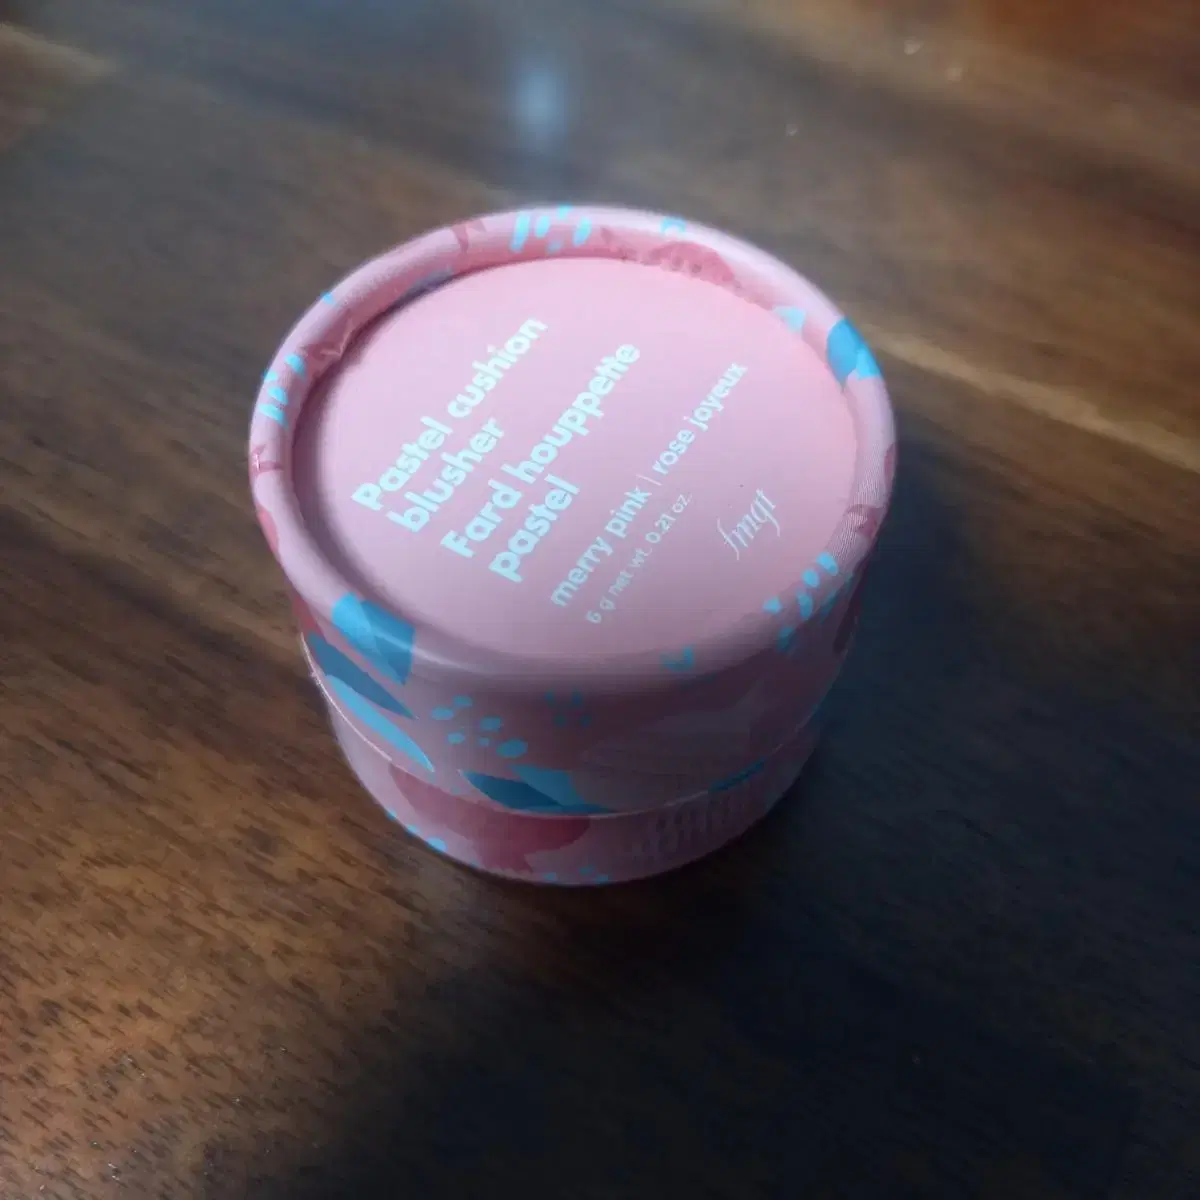 Pastel cushion
blusher
Fard houppette
pastel
merry pink | rose joyeux
6 g net wt. 0.21 oz.
fmgt